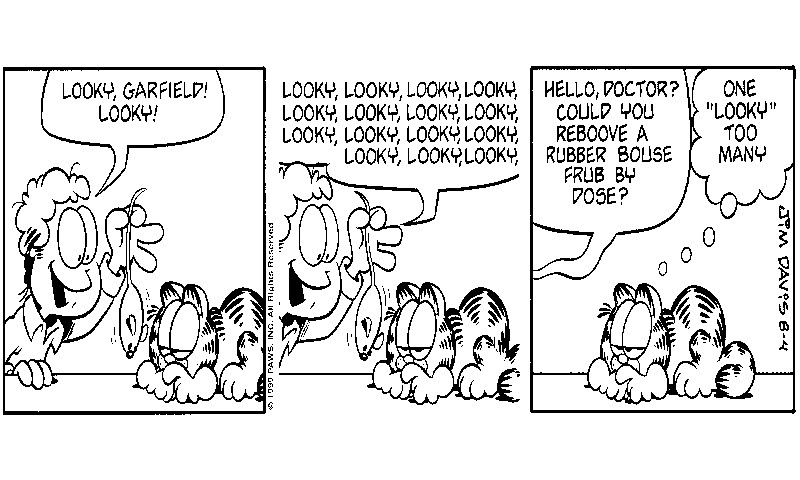 LOOKY, GARFIELD!
LOOKY!
LOOKY, LOOKY, LOOKY, LOOKY,
LOOKY, LOOKY, LOOKY, LOOKY,
LOOKY, LOOKY, LOOKY, LOOKY,
LOOKY, LOOKY, LOOKY,
© 1990 PAWS, INC. All Rights Reserved
HELLO, DOCTOR?
COULD YOU
REBOOVE A
RUBBER BOUSE
FRUB BY
DOSE?
ONE
"LOOKY"
TOO
MANY
JIM DAVIS 8-4